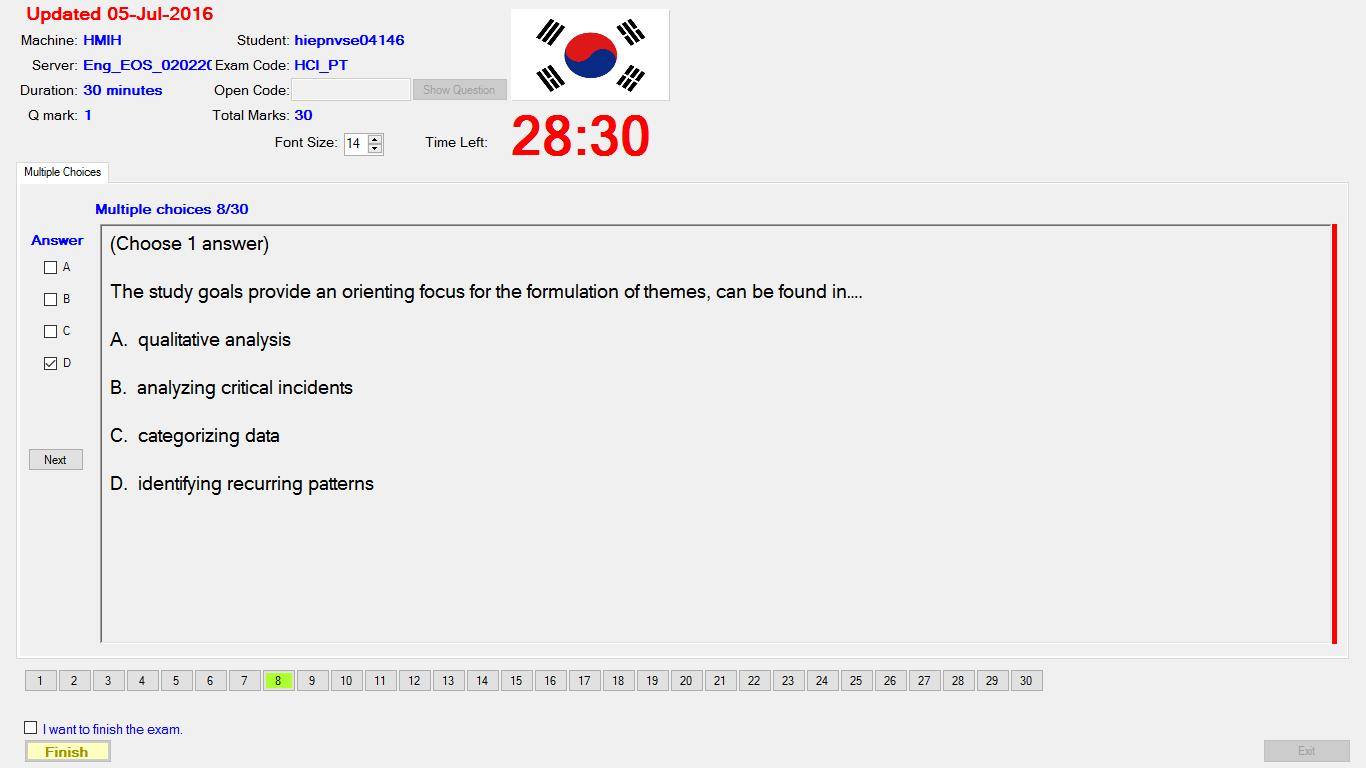 Updated 05-Jul-2016
Machine: HMIH Student: hiepnvse04146
Server: Eng_EOS_020220 Exam Code: HCI_PT
Duration: 30 minutes Open Code: Show Question
Q mark: 1 Total Marks: 30
Font Size: 14 Time Left: 28:30
Multiple Choices
Multiple choices 8/30
Answer
A
B
C
D
Next
(Choose 1 answer)
The study goals provide an orienting focus for the formulation of themes, can be found in....
A. qualitative analysis
B. analyzing critical incidents
C. categorizing data
D. identifying recurring patterns
1 2 3 4 5 6 7 8 9 10 11 12 13 14 15 16 17 18 19 20 21 22 23 24 25 26 27 28 29 30
I want to finish the exam.
Finish
Exit